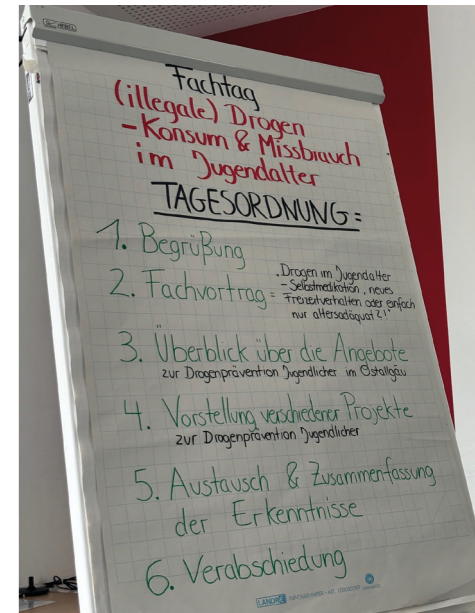 Fachtag
(illegale) Drogen
- Konsum & Missbrauch
im Jugendalter
TAGESORDNUNG =
1. Begrüßung
2. Fachvortrag = "Drogen im Jugendalter
- Selbstmedikation, neues
Freizeitverhalten oder einfach
nur altersadäquat?!"
3. Überblick über die Angebote
zur Drogenprävention Jugendlicher im Ostallgäu
4. Vorstellung verschiedener Projekte
zur Drogenprävention Jugendlicher
5. Austausch & Zusammenfassung
der Erkenntnisse
6. Verabschiedung
LANDRÉ